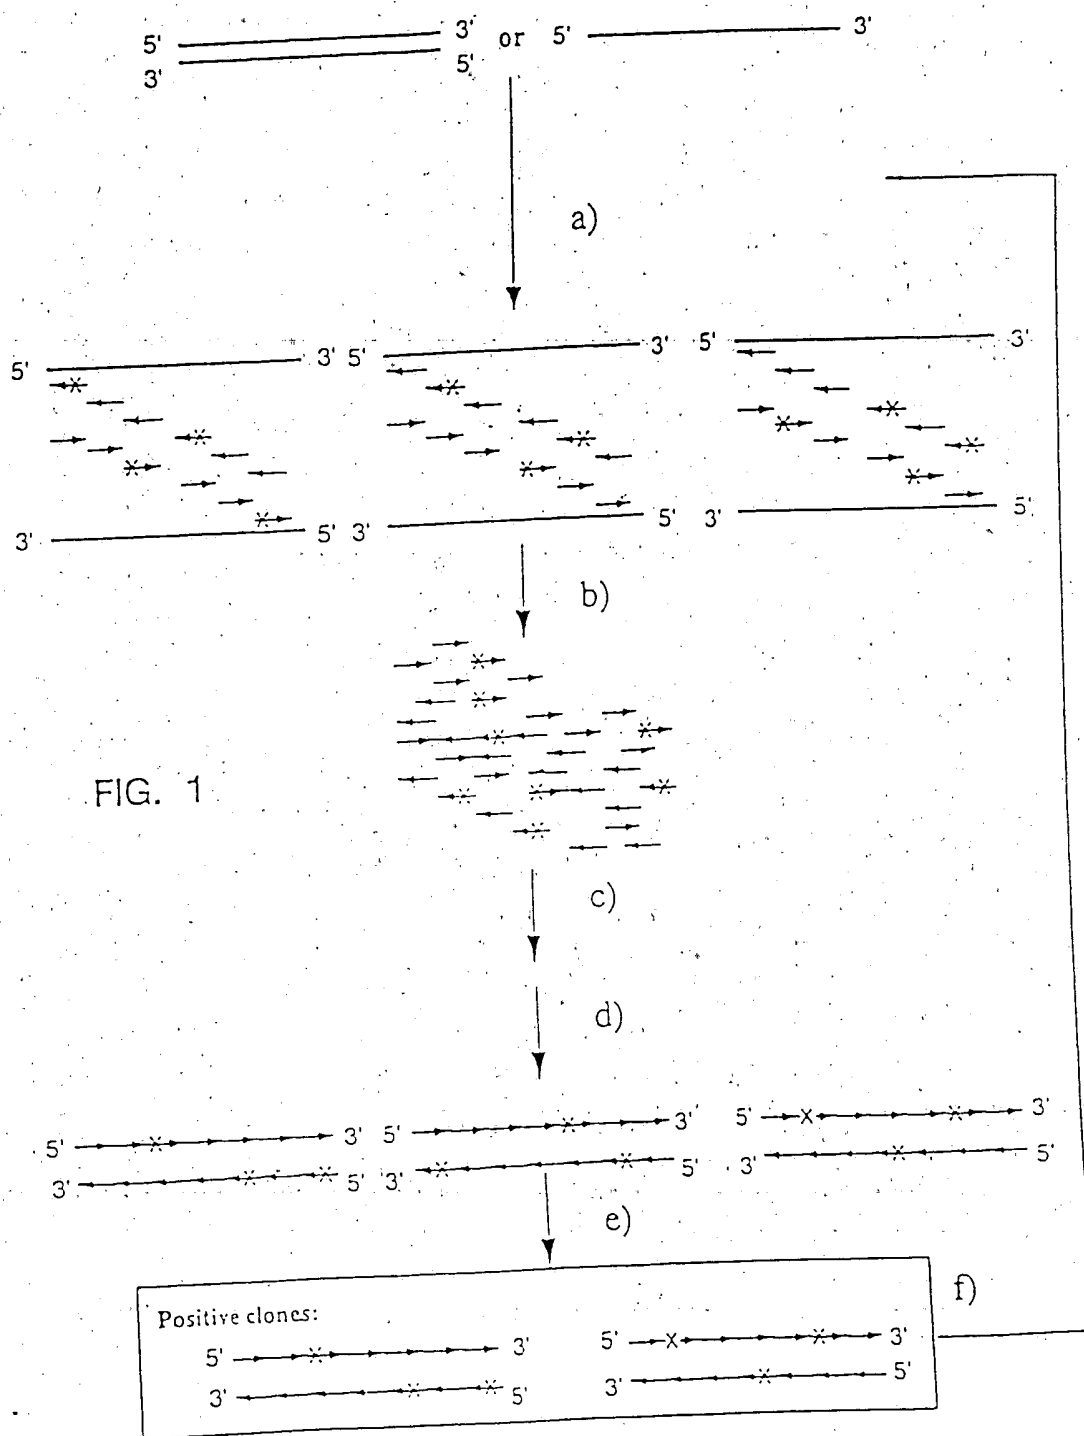 5' 3' or 5' 3'
3' 5'
a)
5' 3' 5' 3' 5' 3'
3' 5' 3' 5' 3' 5'
b)
FIG. 1
c)
d)
5' 3' 5' 3' 5' 3'
3' 5' 3' 5' 3' 5'
e)
f)
Positive clones:
5' 3' 5' 3'
3' 5' 3' 5'